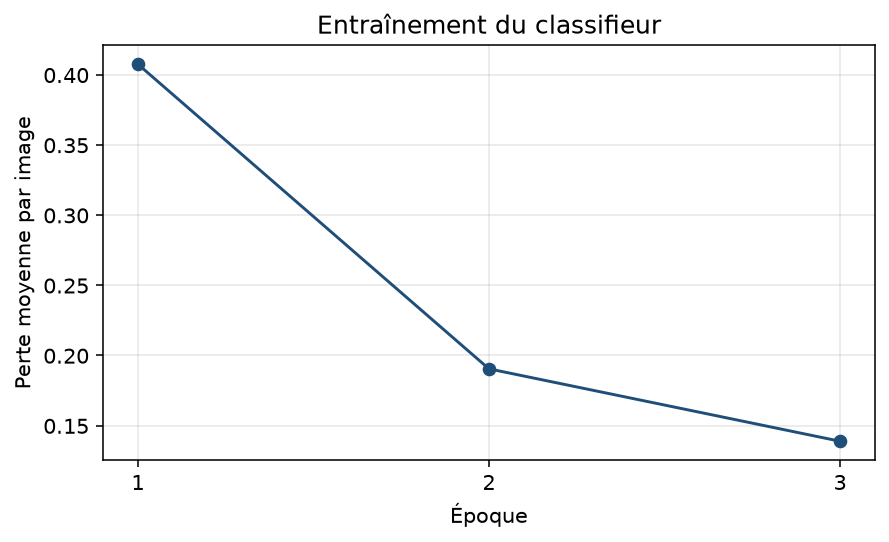 Entraînement du classifieur
Perte moyenne par image
0.40
0.35
0.30
0.25
0.20
0.15
1 2 3
Époque